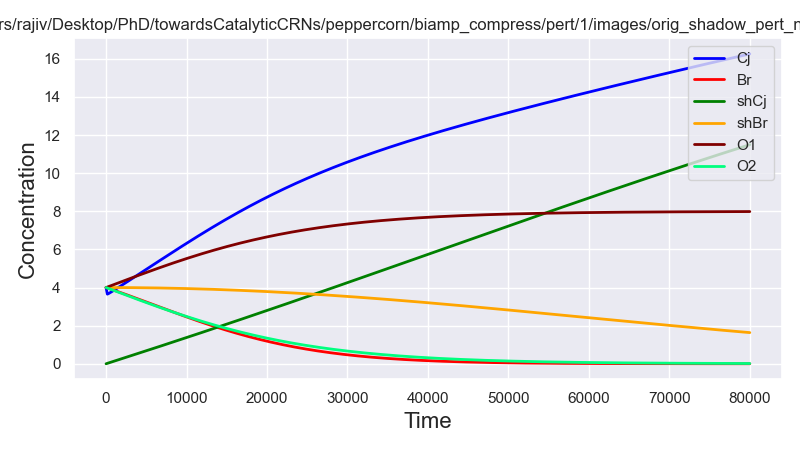 rs/rajiv/Desktop/PhD/towardsCatalyticCRNs/peppercorn/biamp_compress/pert/1/images/orig_shadow_pert_n
Concentration
16
14
12
10
8
6
4
2
0
Cj
Br
shCj
shBr
O1
O2
0 10000 20000 30000 40000 50000 60000 70000 80000
Time